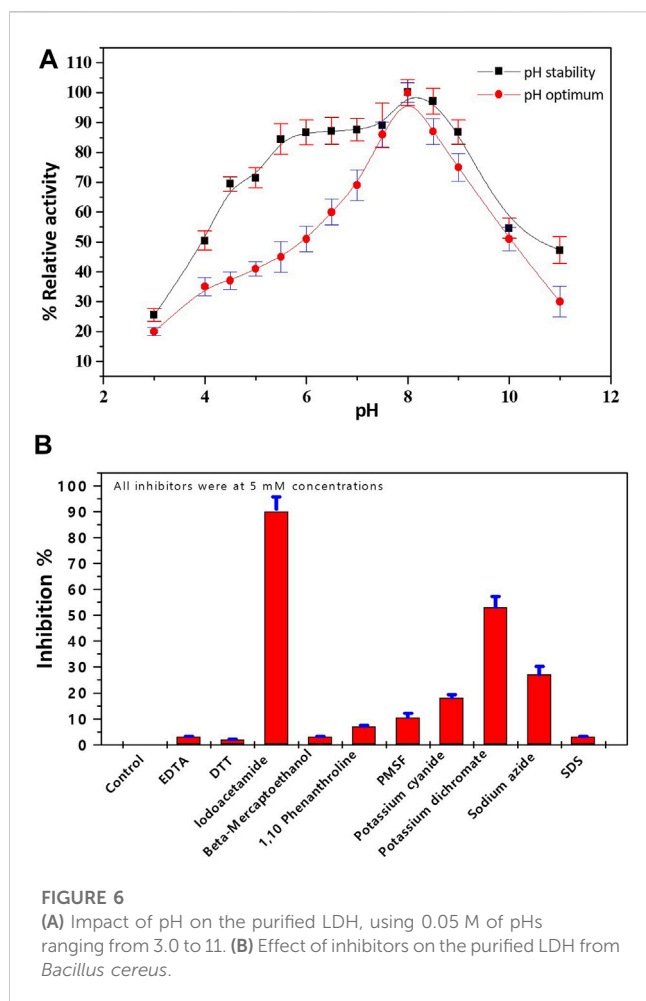 A
pH stability
pH optimum
100
90
80
70
60
50
40
30
20
10
% Relative activity
2
4
6
8
10
12
pH
B
All inhibitors were at 5 mM concentrations
100
90
80
70
60
50
40
30
20
10
0
Inhibition %
Control
EDTA
DTT
Iodoacetamide
Beta-Mercaptoethanol
1,10 Phenanthroline
PMSF
Potassium cyanide
Potassium dichromate
Sodium azide
SDS
FIGURE 6
(A) Impact of pH on the purified LDH, using 0.05 M of pHs
ranging from 3.0 to 11. (B) Effect of inhibitors on the purified LDH from
Bacillus cereus.